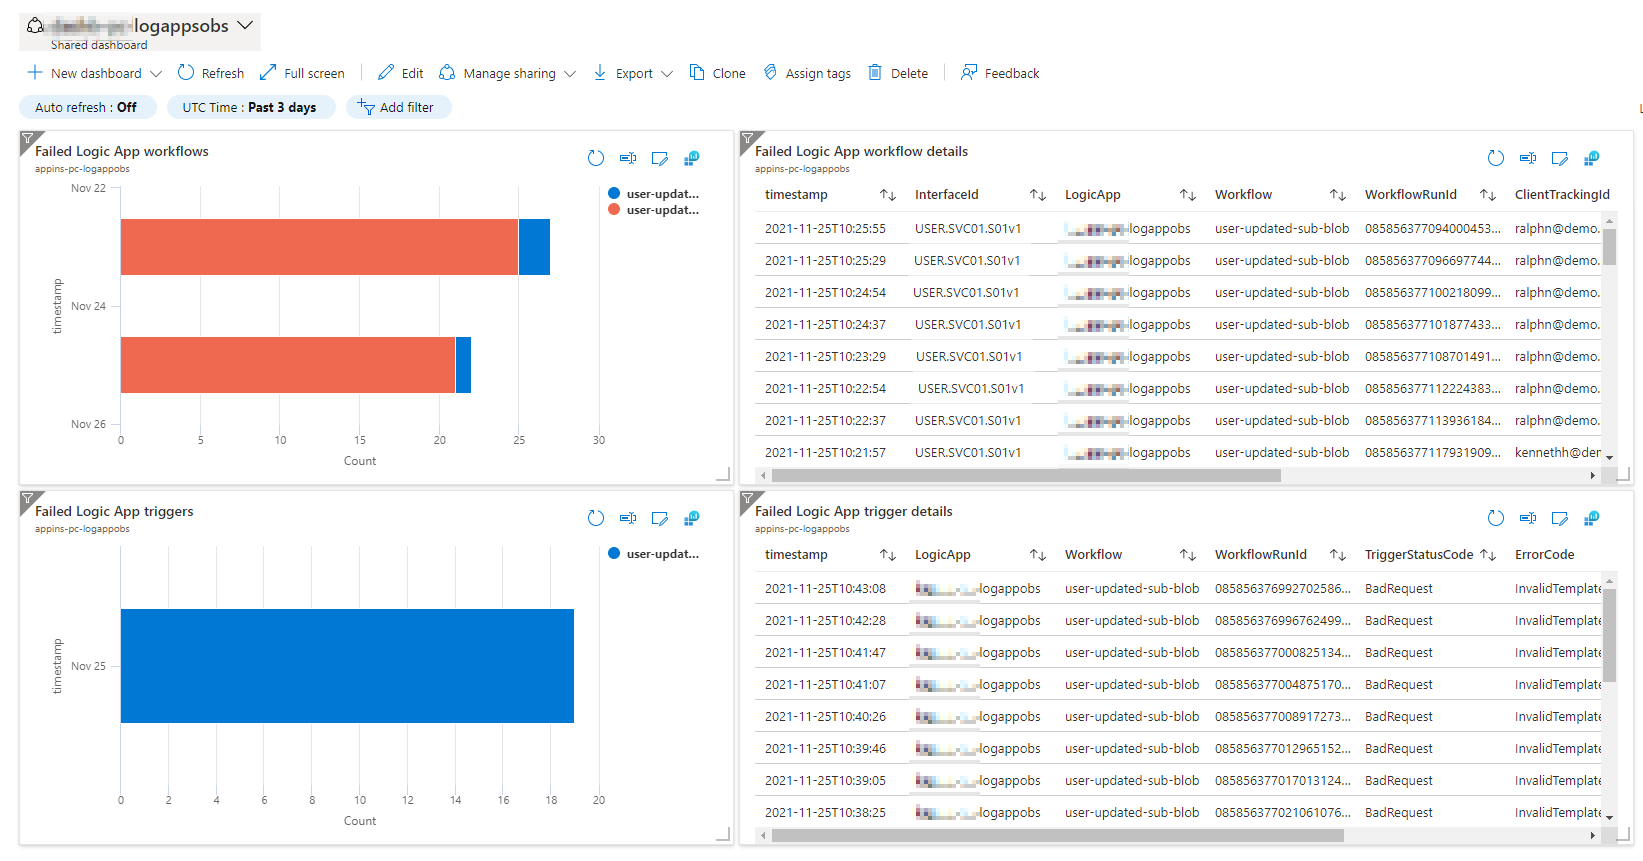 logappsobs
Shared dashboard
New dashboard Refresh Full screen Edit Manage sharing Export Clone Assign tags Delete Feedback
Auto refresh : Off UTC Time : Past 3 days Add filter
Failed Logic App workflows
appins-pc-logappobs
user-updat...
user-updat...
Nov 22
Nov 24
Nov 26
timestamp
0 5 10 15 20 25 30
Count
Failed Logic App workflow details
appins-pc-logappobs
timestamp InterfaceId LogicApp Workflow WorkflowRunId ClientTrackingId
2021-11-25T10:25:55 USER.SVC01.S01v1 logappobs user-updated-sub-blob 085856377094000453... ralphn@demo.
2021-11-25T10:25:29 USER.SVC01.S01v1 logappobs user-updated-sub-blob 085856377096697744... ralphn@demo.
2021-11-25T10:24:54 USER.SVC01.S01v1 logappobs user-updated-sub-blob 085856377100218099... ralphn@demo.
2021-11-25T10:24:37 USER.SVC01.S01v1 logappobs user-updated-sub-blob 085856377101877433... ralphn@demo.
2021-11-25T10:23:29 USER.SVC01.S01v1 logappobs user-updated-sub-blob 085856377108701491... ralphn@demo.
2021-11-25T10:22:54 USER.SVC01.S01v1 logappobs user-updated-sub-blob 085856377112224383... ralphn@demo.
2021-11-25T10:22:37 USER.SVC01.S01v1 logappobs user-updated-sub-blob 085856377113936184... ralphn@demo.
2021-11-25T10:21:57 USER.SVC01.S01v1 logappobs user-updated-sub-blob 085856377117931909... kennethh@der
Failed Logic App triggers
appins-pc-logappobs
user-updat...
Nov 25
timestamp
0 2 4 6 8 10 12 14 16 18 20
Count
Failed Logic App trigger details
appins-pc-logappobs
timestamp LogicApp Workflow WorkflowRunId TriggerStatusCode ErrorCode
2021-11-25T10:43:08 logappobs user-updated-sub-blob 085856376992702586... BadRequest InvalidTemplate
2021-11-25T10:42:28 logappobs user-updated-sub-blob 085856376996762499... BadRequest InvalidTemplate
2021-11-25T10:41:47 logappobs user-updated-sub-blob 085856377000825134... BadRequest InvalidTemplate
2021-11-25T10:41:07 logappobs user-updated-sub-blob 085856377004875170... BadRequest InvalidTemplate
2021-11-25T10:40:26 logappobs user-updated-sub-blob 085856377008917273... BadRequest InvalidTemplate
2021-11-25T10:39:46 logappobs user-updated-sub-blob 085856377012965152... BadRequest InvalidTemplate
2021-11-25T10:39:05 logappobs user-updated-sub-blob 085856377017013124... BadRequest InvalidTemplate
2021-11-25T10:38:25 logappobs user-updated-sub-blob 085856377021061076... BadRequest InvalidTemplate